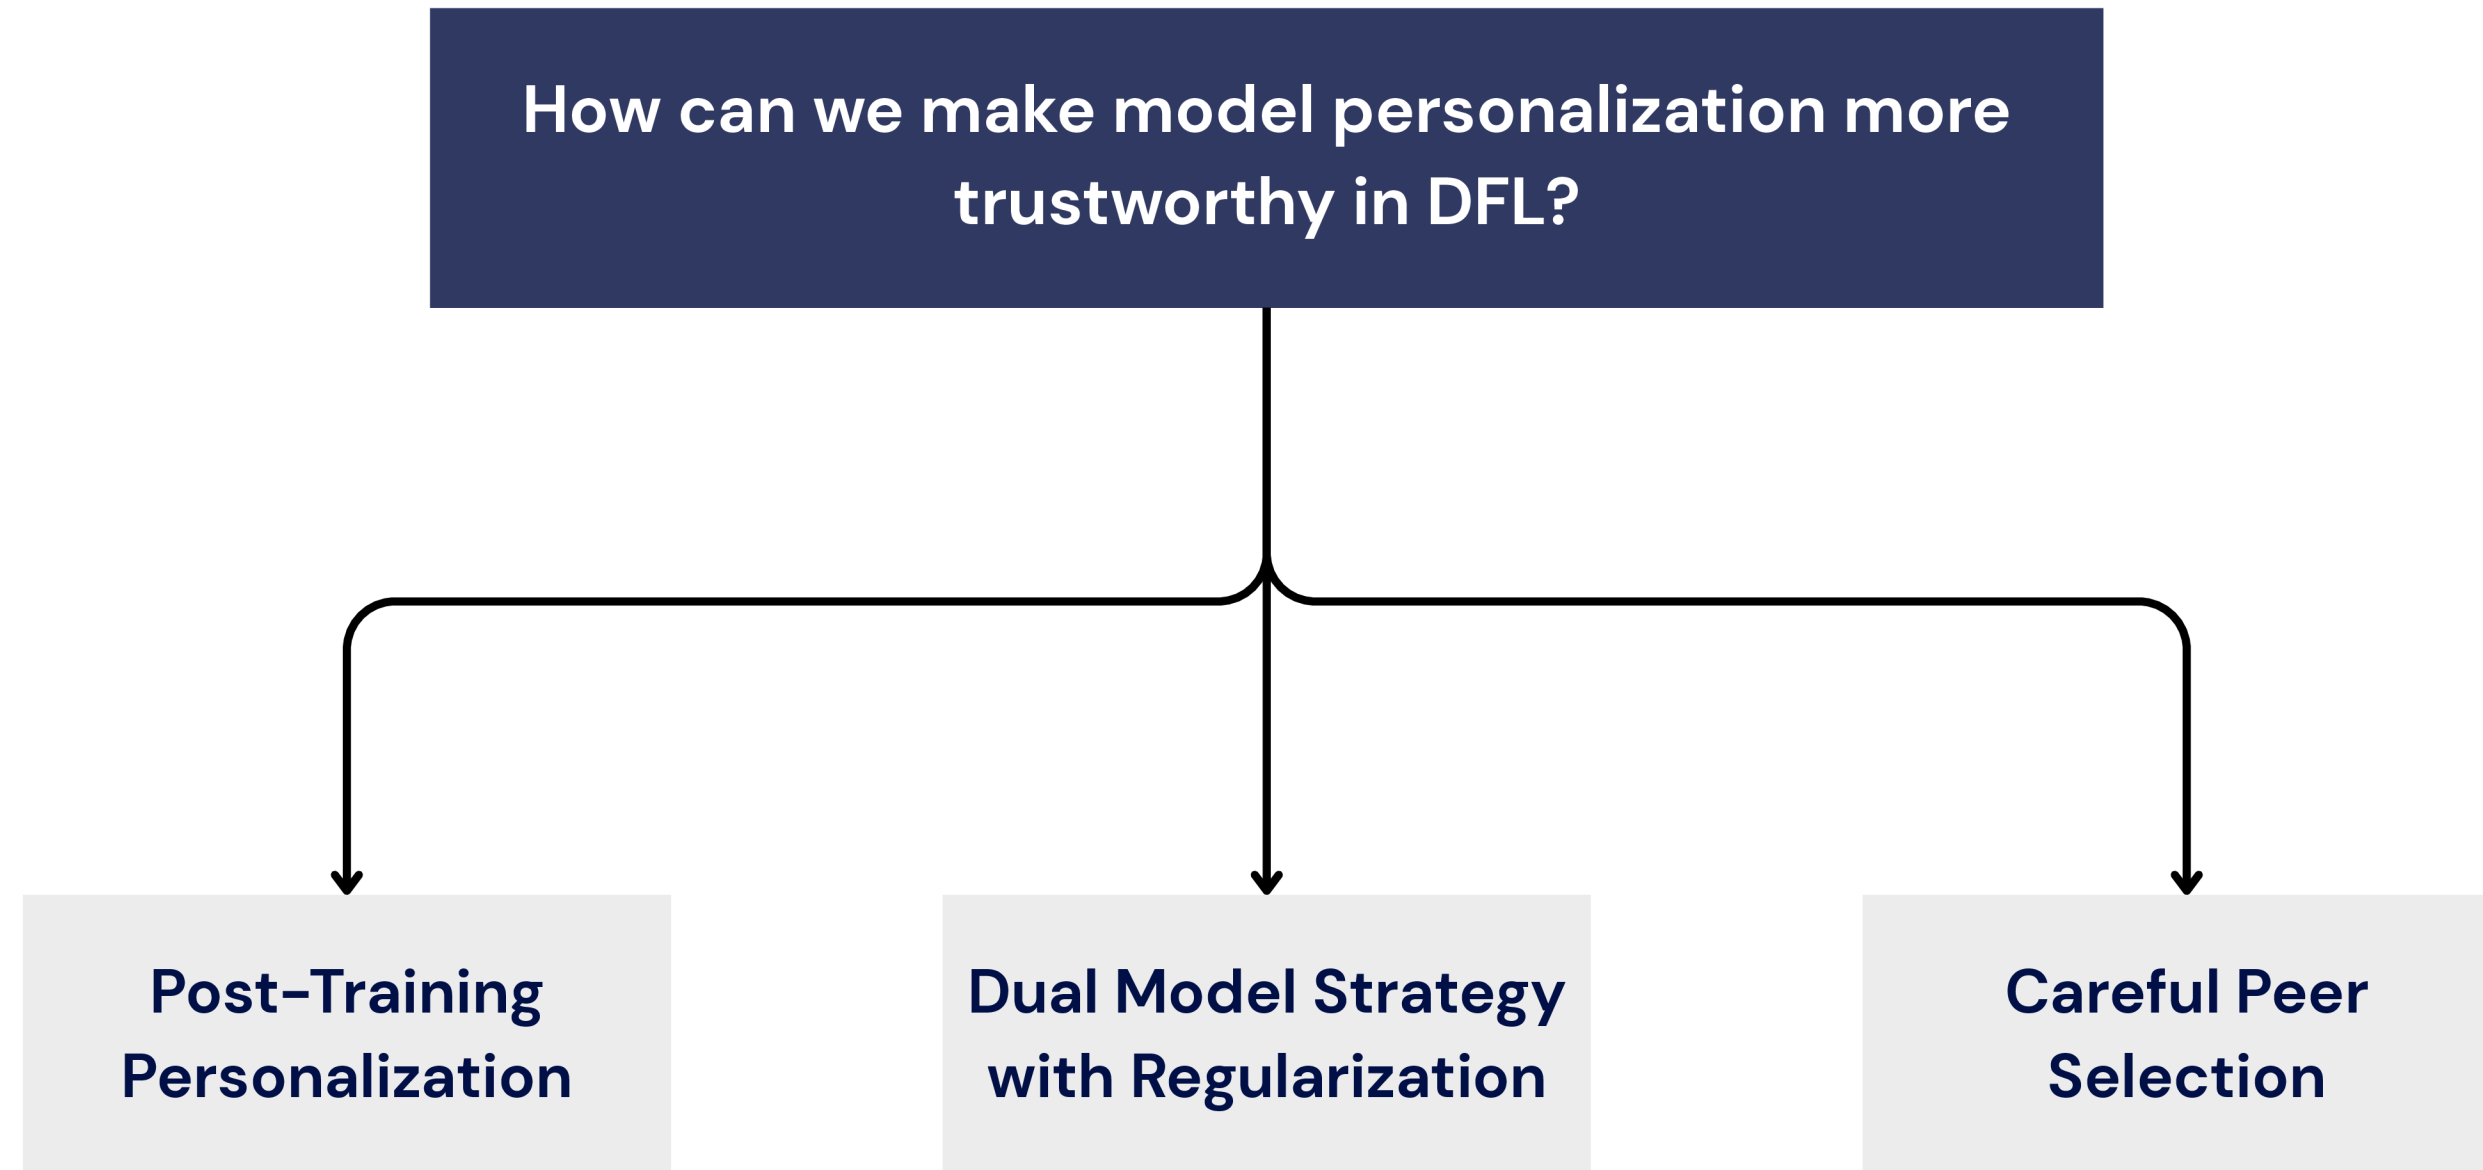 How can we make model personalization more
trustworthy in DFL?
Post-Training
Personalization
Dual Model Strategy
with Regularization
Careful Peer
Selection